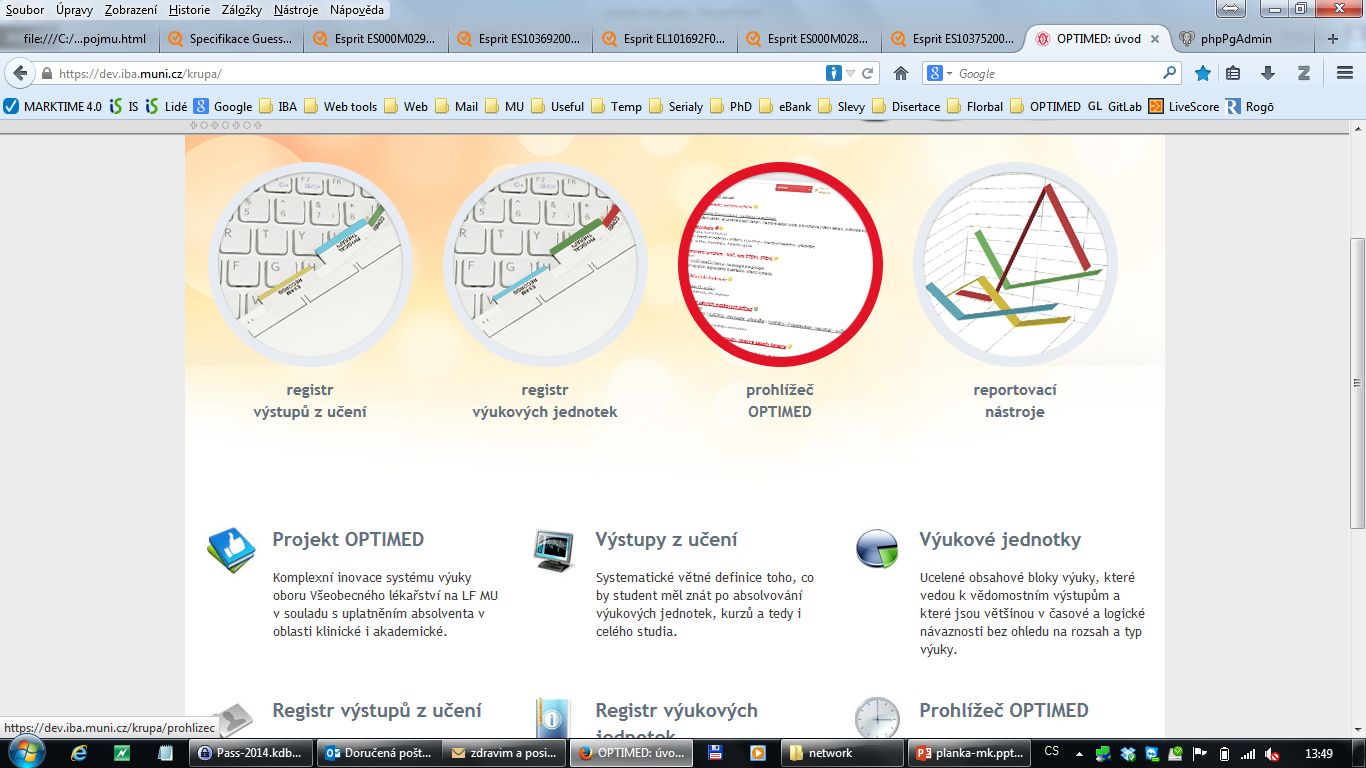 Soubor Úpravy Zobrazení Historie Záložky Nástroje Nápověda
file:///C:/...pojmu.html Specifikace Guess... Esprit ES000M029... Esprit ES10369200... Esprit EL101692F0... Esprit ES000M028... Esprit ES10375200... OPTIMED: úvod phpPgAdmin
https://dev.iba.muni.cz/krupa/ Google
MARKTIME 4.0 IS Lidé Google IBA Web tools Web Mail MU Useful Temp Serialy PhD eBank Slevy Disertace Florbal OPTIMED GL GitLab LiveScore Rogō
registr
výstupů z učení
registr
výukových jednotek
prohlížeč
OPTIMED
reportovací
nástroje
Projekt OPTIMED
Komplexní inovace systému výuky
oboru Všeobecného lékařství na LF MU
v souladu s uplatněním absolventa v
oblasti klinické i akademické.
Výstupy z učení
Systematické větné definice toho, co
by student měl znát po absolvování
výukových jednotek, kurzů a tedy i
celého studia.
Výukové jednotky
Ucelené obsahové bloky výuky, které
vedou k vědomostním výstupům a
které jsou většinou v časové a logické
návaznosti bez ohledu na rozsah a typ
výuky.
Registr výstupů z učení
Registr výukových
jednotek
Prohlížeč OPTIMED
https://dev.iba.muni.cz/krupa/prohlizec
Pass-2014.kdb... Doručená pošt... zdravim a posi... OPTIMED: úvo... network planka-mk.ppt... CS 13:49